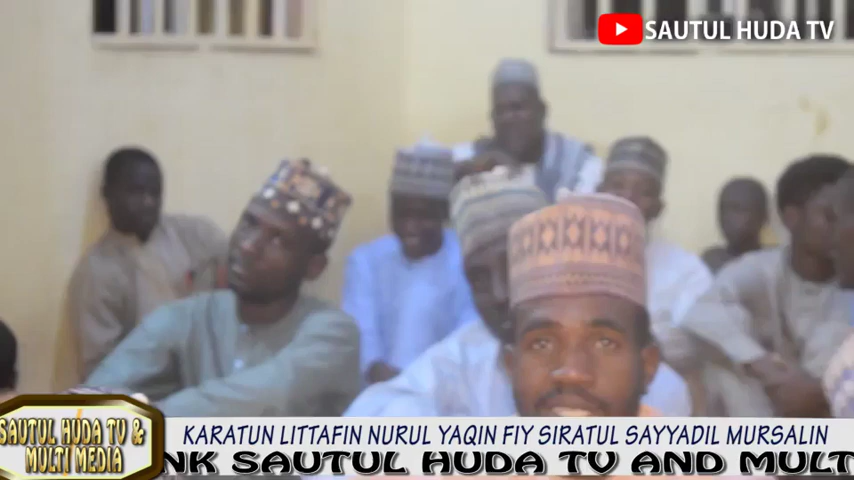 SAUTUL HUDA TV
KARATUN LITTAFIN NURUL YAQIN FIY SIRATUL SAYYADIL MURSALIN
SAUTUL HUDA TV &
MULTI MEDIA
NK SAUTUL HUDA TV AND MULT